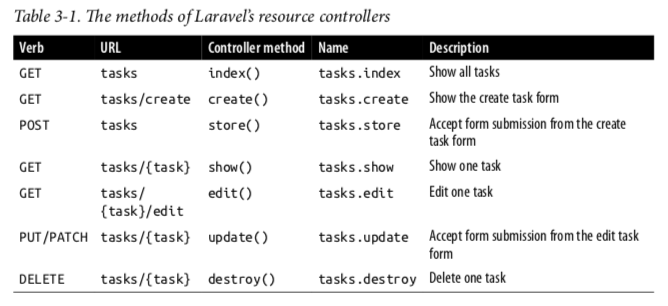 Table 3-1. The methods of Laravel's resource controllers
Verb URL Controller method Name Description
GET tasks index() tasks.index Show all tasks
GET tasks/create create() tasks.create Show the create task form
POST tasks store() tasks.store Accept form submission from the create
task form
GET tasks/{task} show() tasks.show Show one task
GET tasks/ edit() tasks.edit Edit one task
{task}/edit
PUT/PATCH tasks/{task} update() tasks.update Accept form submission from the edit task
form
DELETE tasks/{task} destroy() tasks.destroy Delete one task